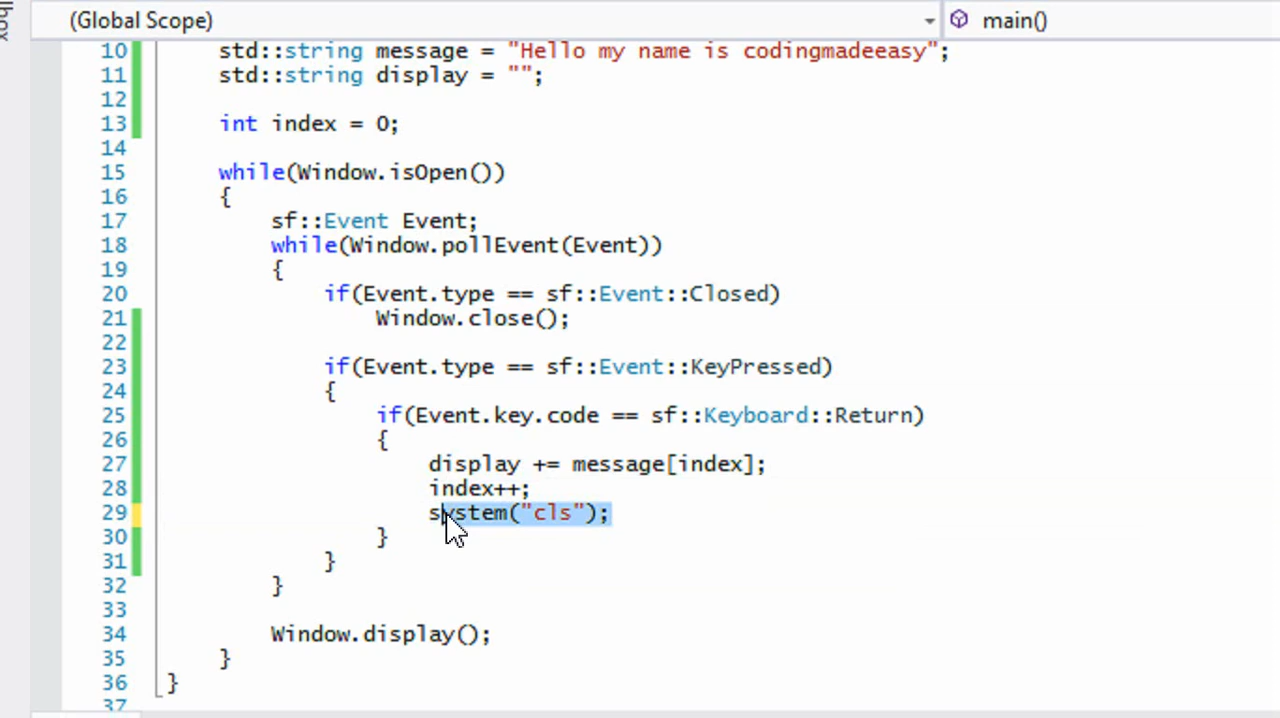 (Global Scope) main()
10 std::string message = "Hello my name is codingmadeeasy";
11 std::string display = "";
12
13 int index = 0;
14
15 while(Window.isOpen())
16 {
17 sf::Event Event;
18 while(Window.pollEvent(Event))
19 {
20 if(Event.type == sf::Event::Closed)
21 Window.close();
22
23 if(Event.type == sf::Event::KeyPressed)
24 {
25 if(Event.key.code == sf::Keyboard::Return)
26 {
27 display += message[index];
28 index++;
29 system("cls");
30 }
31 }
32 }
33
34 Window.display();
35 }
36 }
37